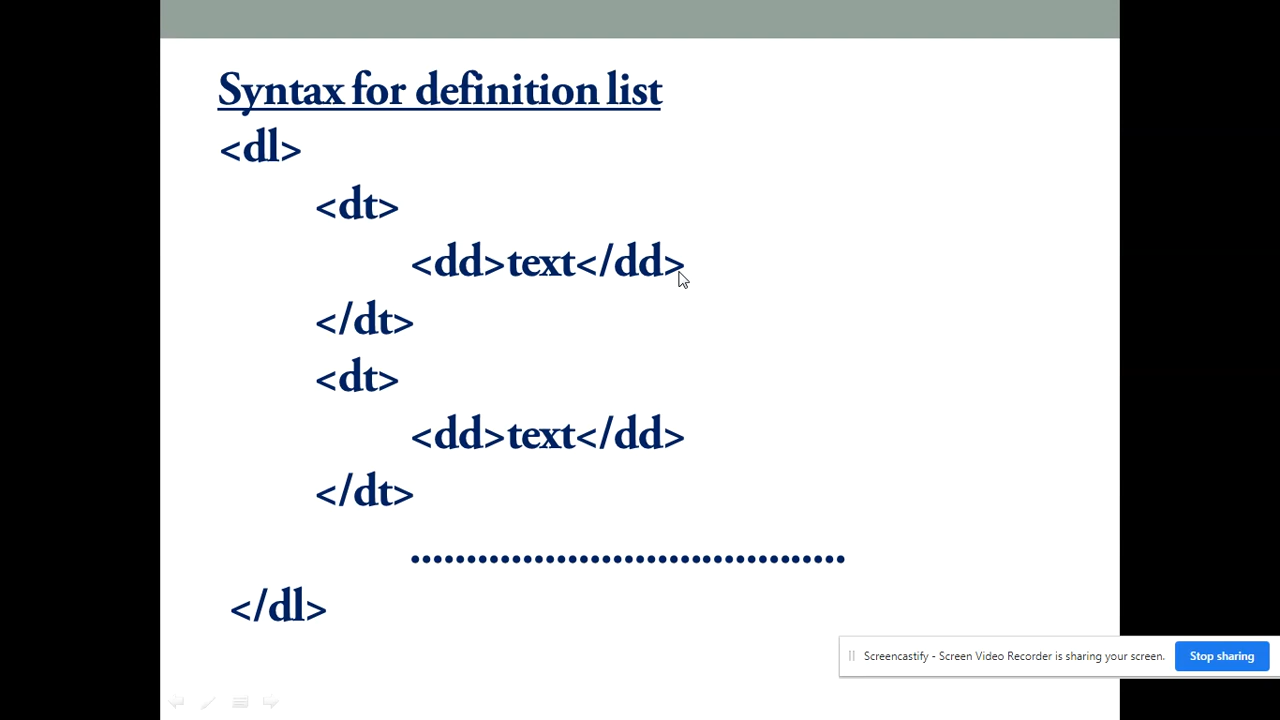 Syntax for definition list
<dl>
<dt>
<dd>text</dd>
</dt>
<dt>
<dd>text</dd>
</dt>
.......................................
</dl>
Screencastify - Screen Video Recorder is sharing your screen.
Stop sharing